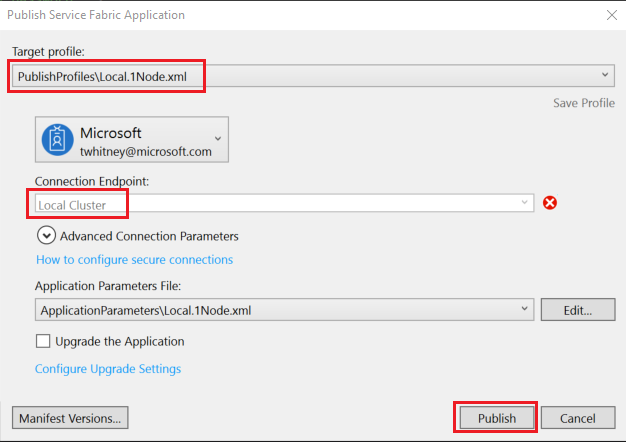 Publish Service Fabric Application
Target profile:
PublishProfiles\Local.1Node.xml
Save Profile
Microsoft
twhitney@microsoft.com
Connection Endpoint:
Local Cluster
Advanced Connection Parameters
How to configure secure connections
Application Parameters File:
ApplicationParameters\Local.1Node.xml
Edit...
Upgrade the Application
Configure Upgrade Settings
Manifest Versions... Publish Cancel